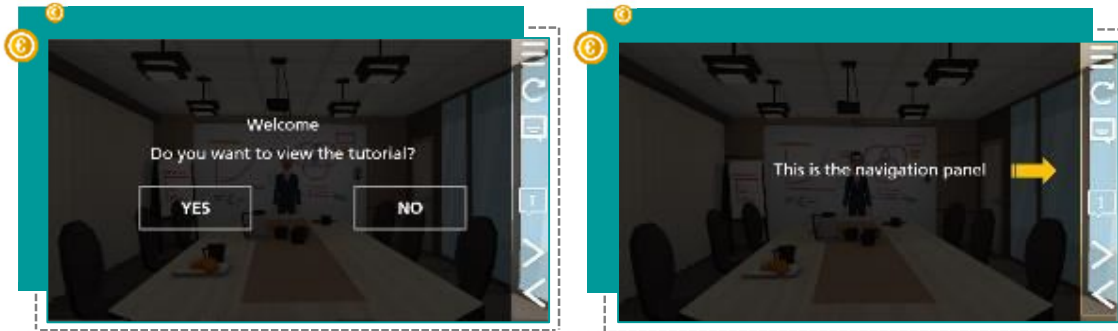 Welcome
Do you want to view the tutorial?
YES
NO
This is the navigation panel